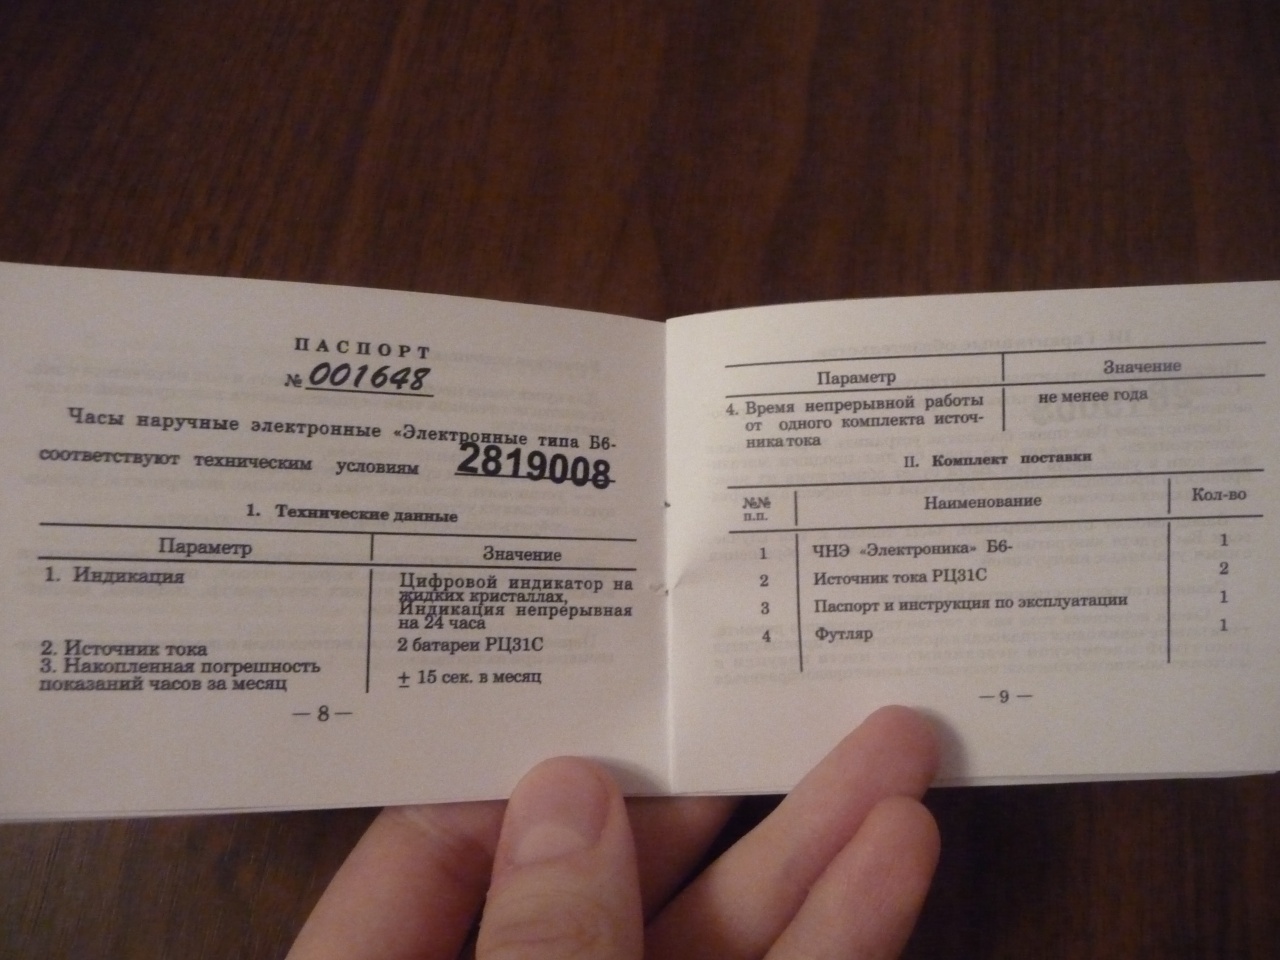 ПАСПОРТ
№ 001648
Часы наручные электронные «Электронные типа Б6-
соответствуют техническим условиям 2819008
1. Технические данные
Параметр Значение
1. Индикация Цифровой индикатор на
жидких кристаллах,
Индикация непрерывная
на 24 часа
2. Источник тока 2 батареи РЦ31С
3. Накопленная погрешность
показаний часов за месяц ± 15 сек. в месяц
— 8 —
Параметр Значение
4. Время непрерывной работы не менее года
от одного комплекта источ-
ника тока
II. Комплект поставки
№№ Наименование Кол-во
п.п.
1 ЧНЭ «Электроника» Б6- 1
2 Источник тока РЦ31С 2
3 Паспорт и инструкция по эксплуатации 1
4 Футляр 1
— 9 —